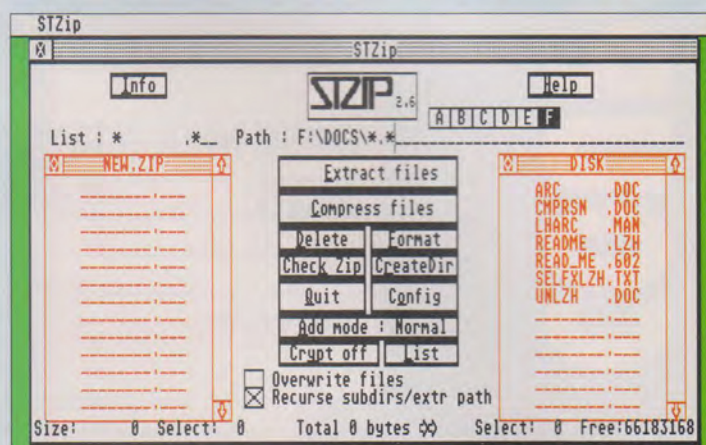 STZip
STZip
Info
STZIP 2.6
Help
A B C D E F
List : * .*__ Path : F:\DOCS\*.*
NEW.ZIP
Extract files
Compress files
Delete Format
Check Zip CreateDir
Quit Config
Add mode : Normal
Crypt off List
Overwrite files
Recurse subdirs/extr path
DISK
ARC .DOC
CMPRSN .DOC
LHARC .MAN
README .LZH
READ_ME .602
SELFXLZH.TXT
UNLZH .DOC
Size: 0 Select: 0 Total 0 bytes Select: 0 Free:66183168